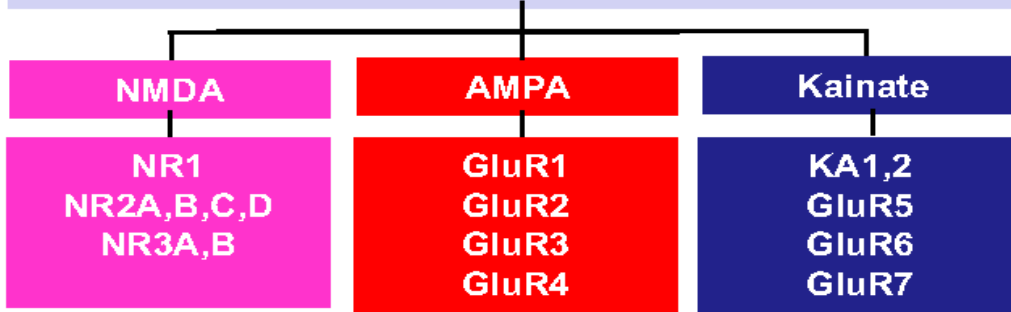 NMDA
AMPA
Kainate
NR1
NR2A,B,C,D
NR3A,B
GluR1
GluR2
GluR3
GluR4
KA1,2
GluR5
GluR6
GluR7